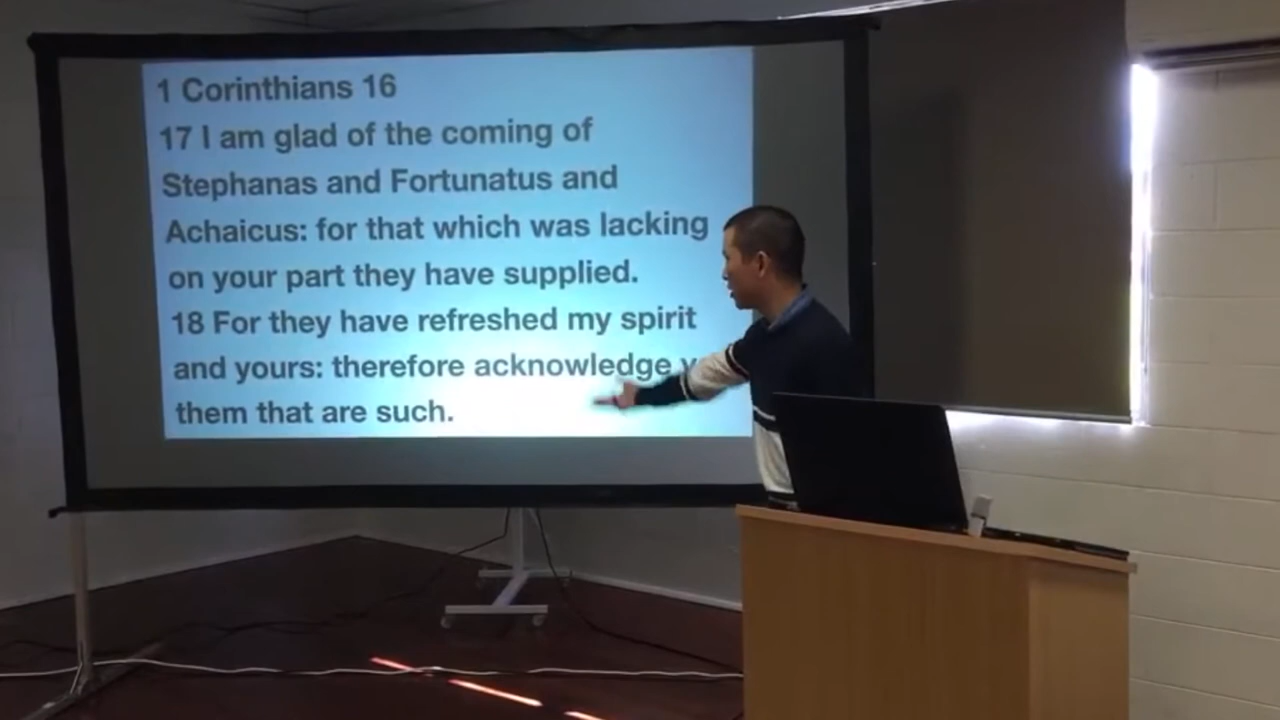 1 Corinthians 16
17 I am glad of the coming of
Stephanas and Fortunatus and
Achaicus: for that which was lacking
on your part they have supplied.
18 For they have refreshed my spirit
and yours: therefore acknowledge
them that are such.